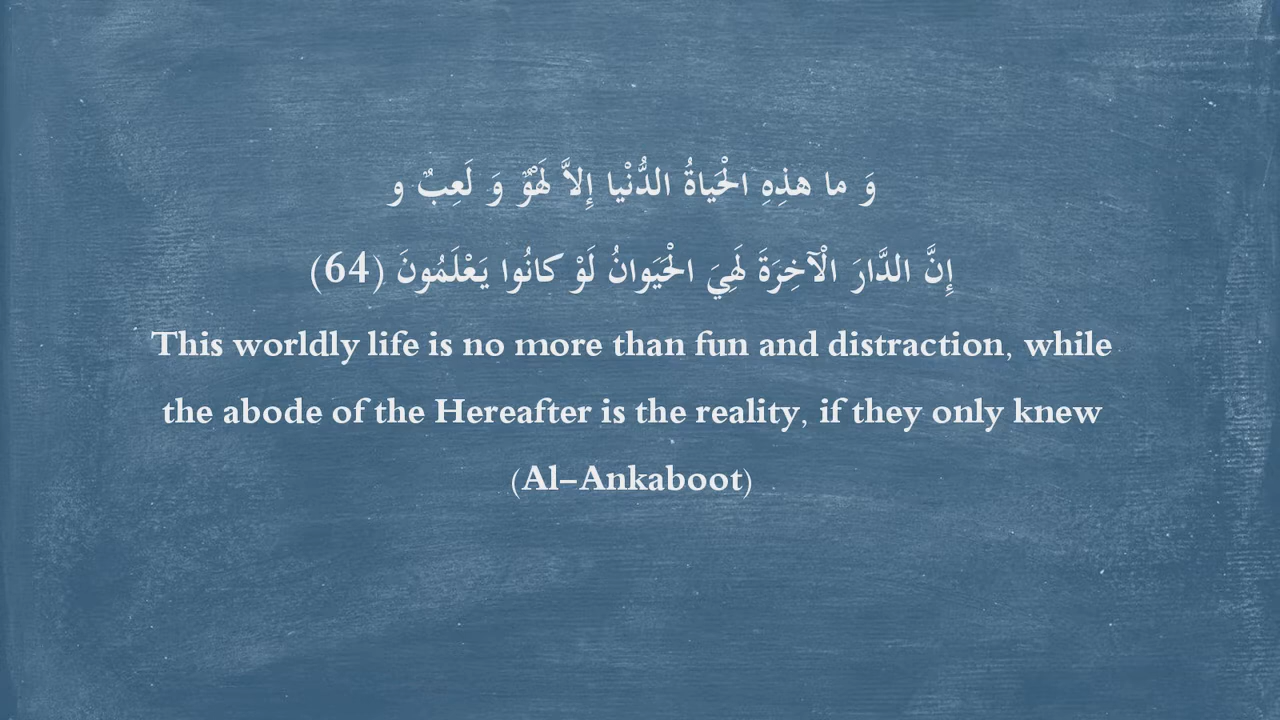 وَ ما هذِهِ الْحَياةُ الدُّنْيا إِلاَّ لَهْوٌ وَ لَعِبٌ و
إِنَّ الدَّارَ الْآخِرَةَ لَهِيَ الْحَيَوانُ لَوْ كانُوا يَعْلَمُونَ (64)
This worldly life is no more than fun and distraction, while
the abode of the Hereafter is the reality, if they only knew
(Al–Ankaboot)